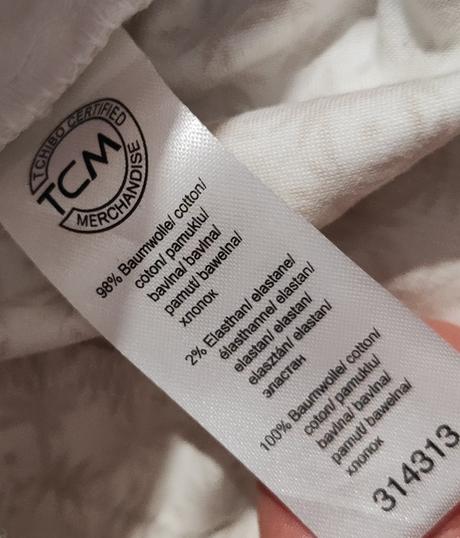 TCHIBO CERTIFIED
TCM
MERCHANDISE
98% Baumwolle/ cotton/
coton/ pamuklu/
bavlna/ bavlna/
pamut/ bawełna/
хлопок
2% Elasthan/ elastane/
élasthanne/ elastan/
elastan/ elastan/
elasztán/ elastan/
эластан
100% Baumwolle/ cotton/
coton/ pamuklu/
bavlna/ bavlna/
pamut/ bawełna/
хлопок
314313